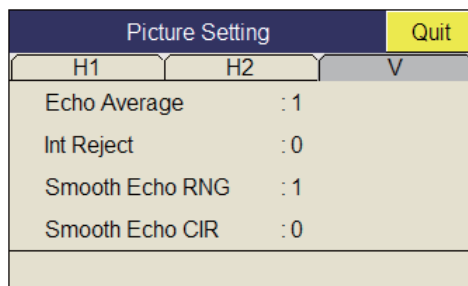 Picture Setting Quit
H1 H2 V
Echo Average : 1
Int Reject : 0
Smooth Echo RNG : 1
Smooth Echo CIR : 0